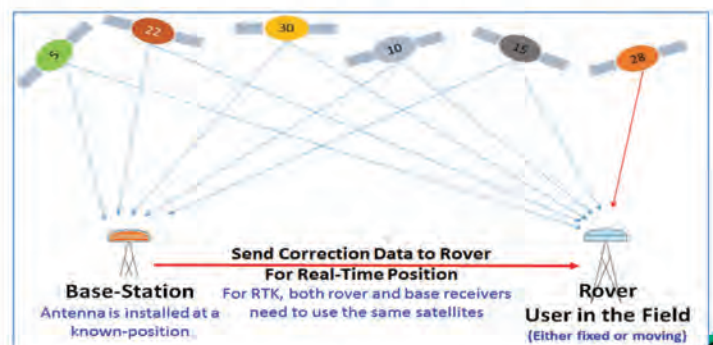 5 22 30 10 15 28
Send Correction Data to Rover
For Real-Time Position
Base-Station
Antenna is installed at a
known-position
For RTK, both rover and base receivers
need to use the same satellites
Rover
User in the Field
(Either fixed or moving)